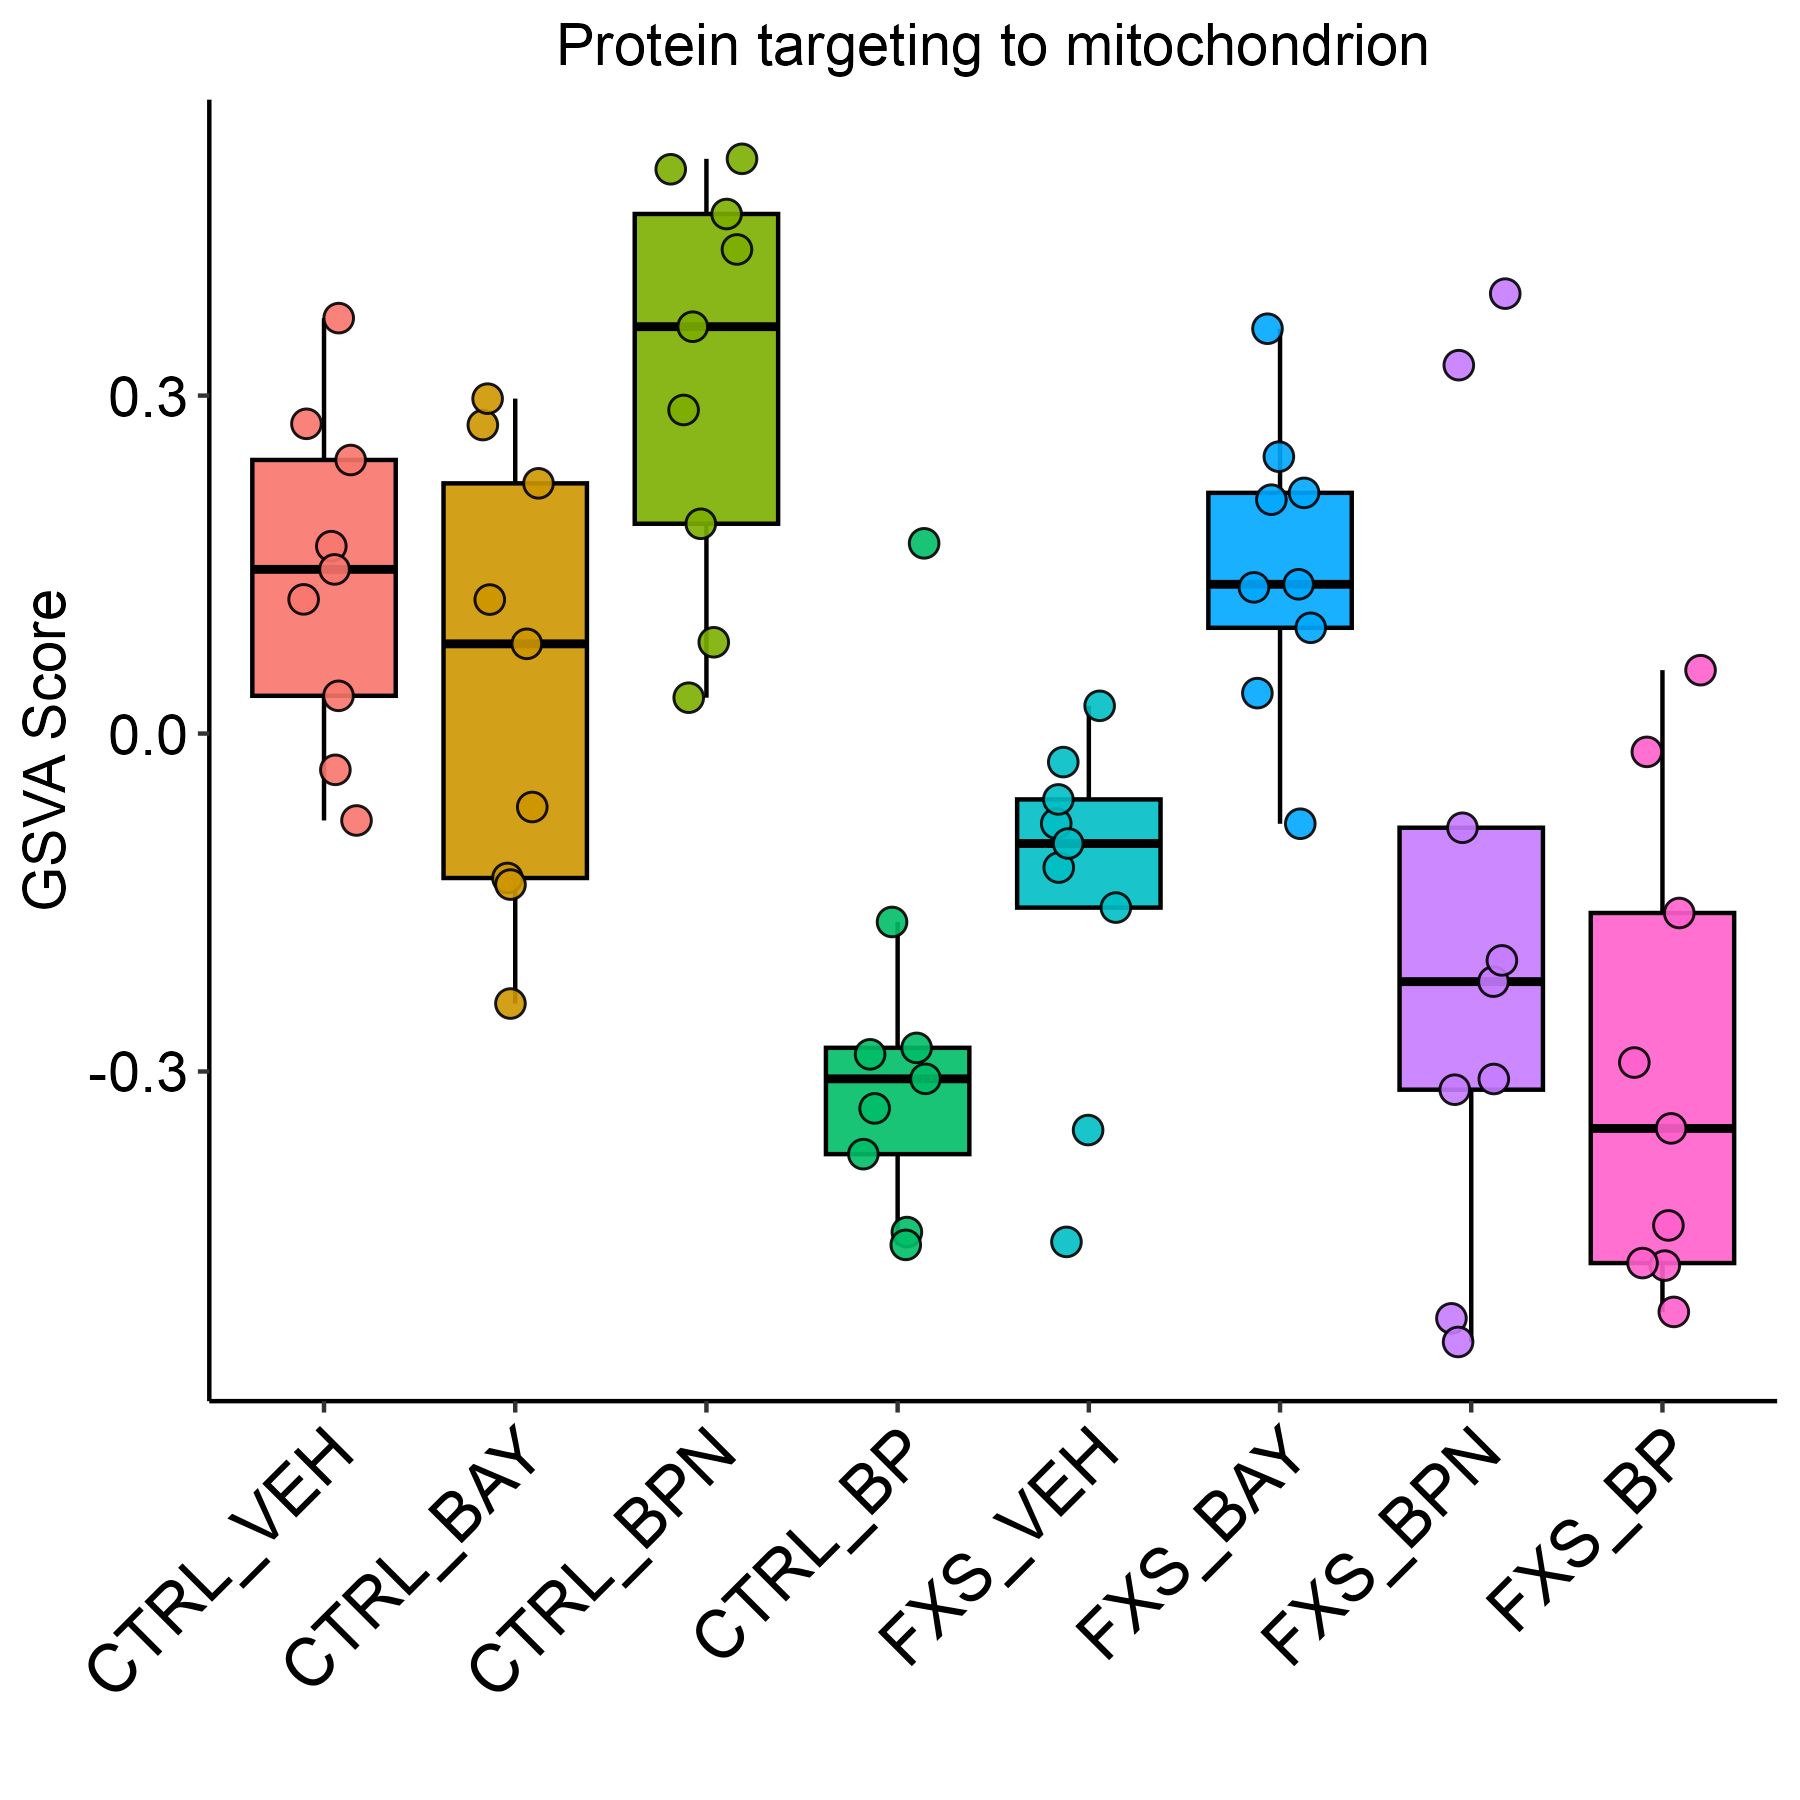 Protein targeting to mitochondrion
GSVA Score
0.3
0.0
-0.3
CTRL_VEH
CTRL_BAY
CTRL_BPN
CTRL_BP
FXS_VEH
FXS_BAY
FXS_BPN
FXS_BP